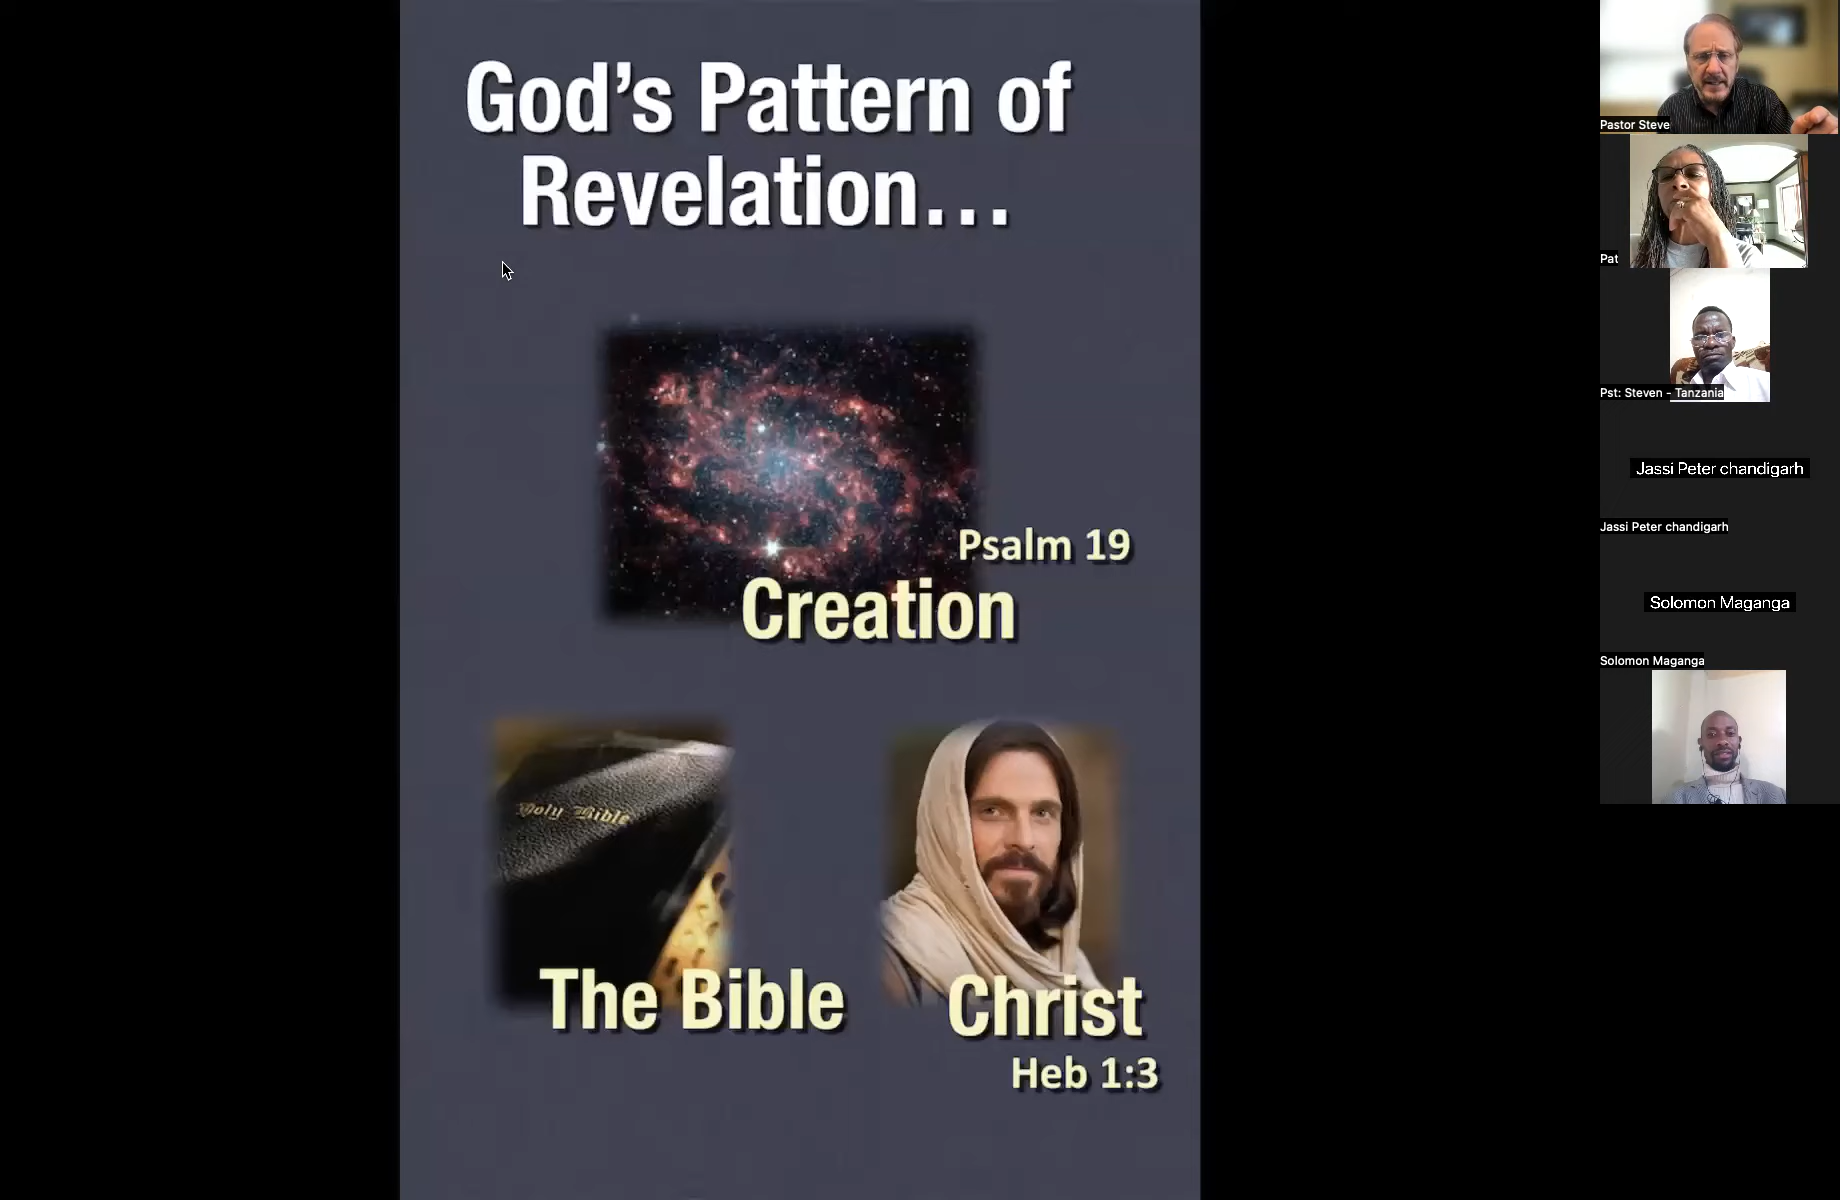 God's Pattern of
Revelation...
Psalm 19
Creation
Holy Bible
The Bible
Christ
Heb 1:3
Pastor Steve
Pat
Pst: Steven - Tanzania
Jassi Peter chandigarh
Jassi Peter chandigarh
Solomon Maganga
Solomon Maganga